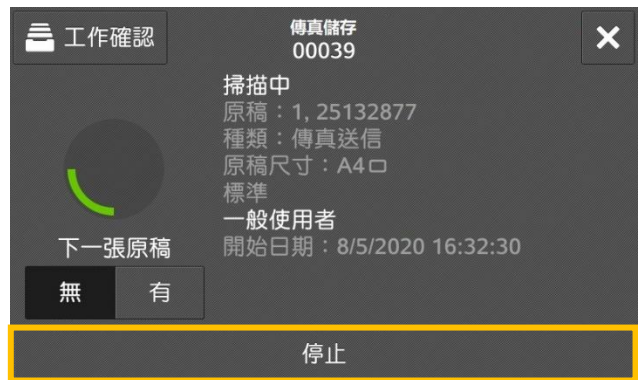 工作確認
傳真儲存
00039
掃描中
原稿：1, 25132877
種類：傳真送信
原稿尺寸：A4
標準
一般使用者
開始日期：8/5/2020 16:32:30
下一張原稿
無 有
停止